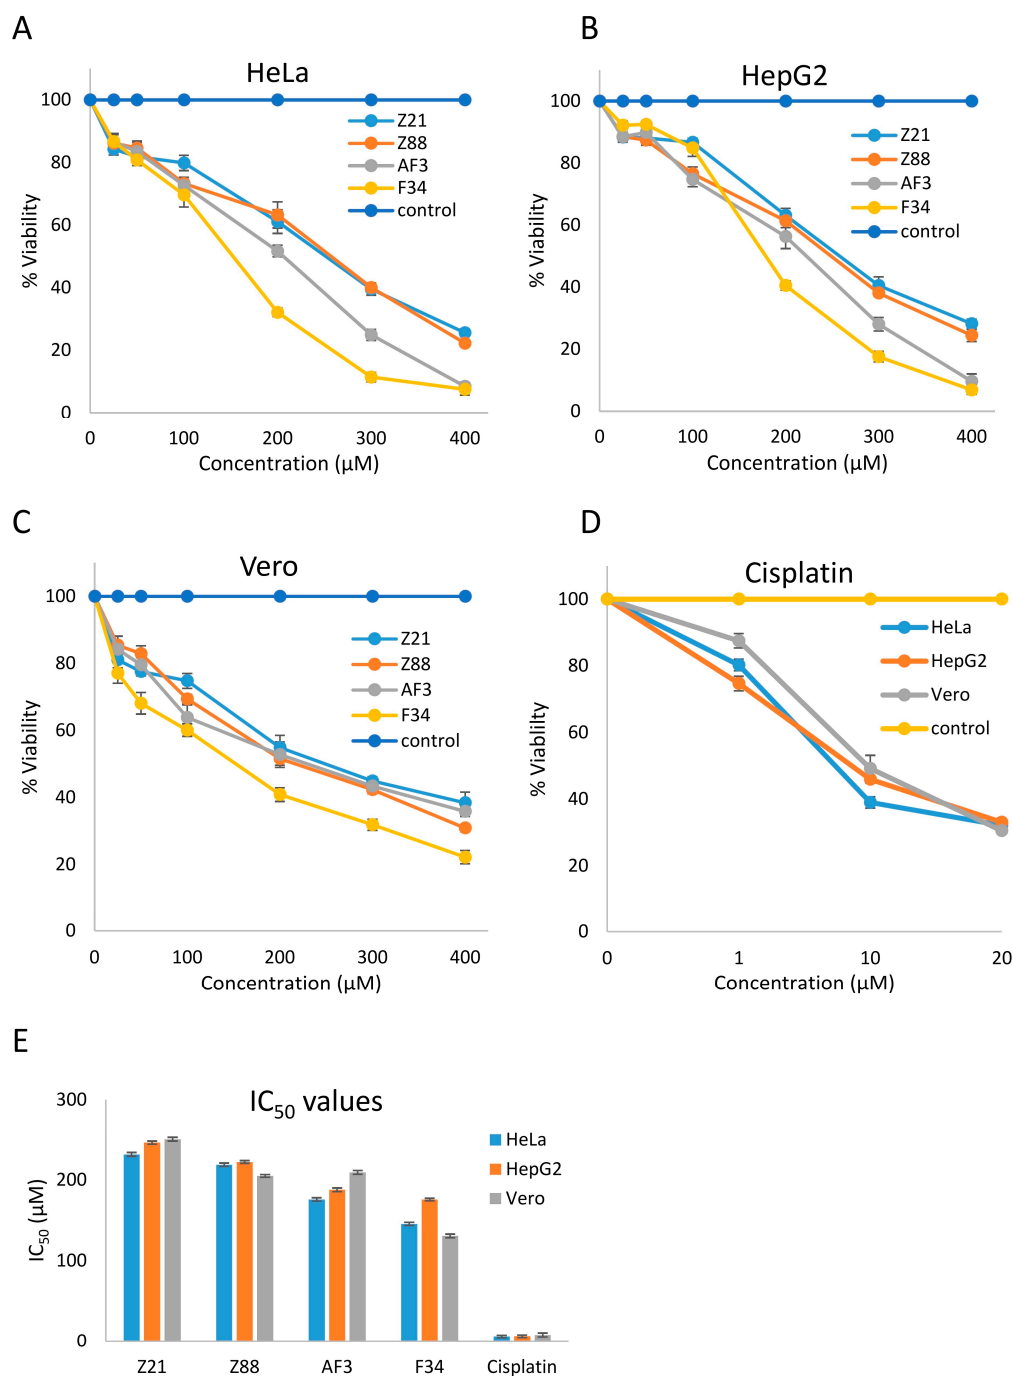 A
HeLa
100
80
60
40
20
0
% Viability
Z21
Z88
AF3
F34
control
0 100 200 300 400
Concentration (µM)
B
HepG2
100
80
60
40
20
0
% Viability
Z21
Z88
AF3
F34
control
0 100 200 300 400
Concentration (µM)
C
Vero
100
80
60
40
20
0
% Viability
Z21
Z88
AF3
F34
control
0 100 200 300 400
Concentration (µM)
D
Cisplatin
100
80
60
40
20
0
% Viability
HeLa
HepG2
Vero
control
0 1 10 20
Concentration (µM)
E
IC50 values
300
200
100
0
IC50 (µM)
HeLa
HepG2
Vero
Z21 Z88 AF3 F34 Cisplatin